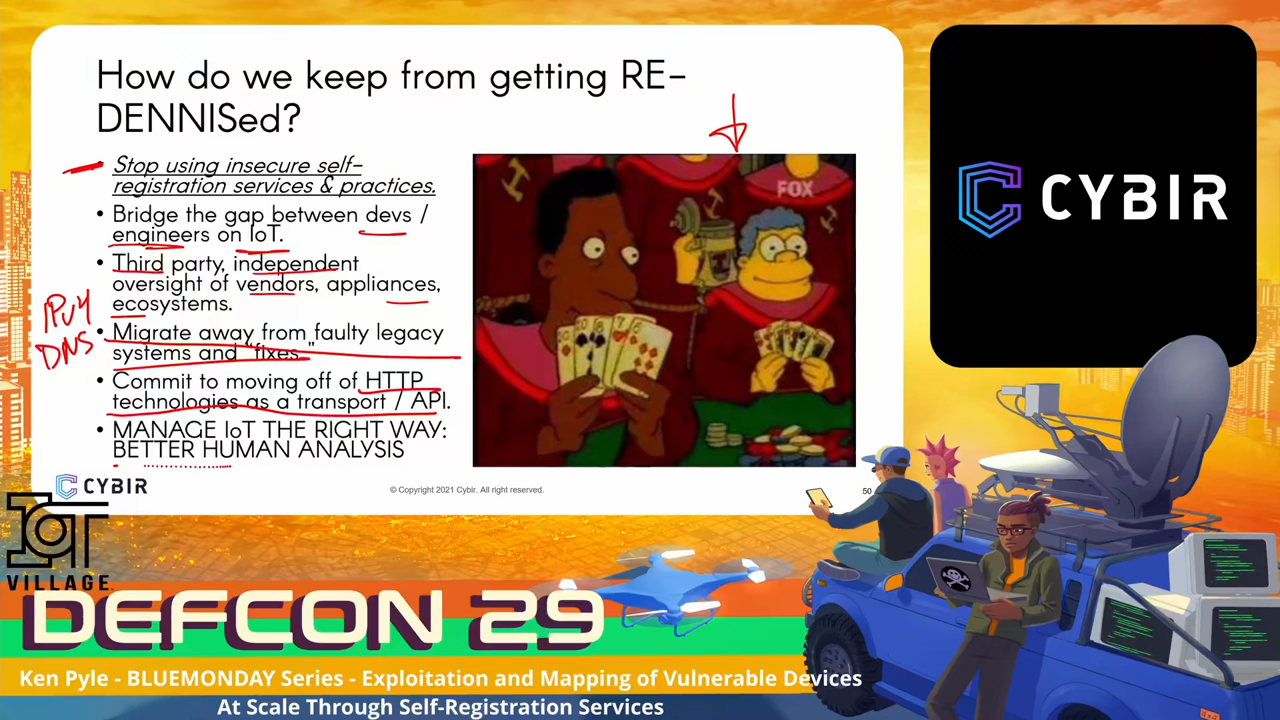 How do we keep from getting RE-
DENNISed?
• Stop using insecure self-
registration services & practices.
• Bridge the gap between devs /
engineers on IoT.
• Third party, independent
oversight of vendors, appliances,
ecosystems.
IPv4
DNS
• Migrate away from faulty legacy
systems and "fixes."
• Commit to moving off of HTTP
technologies as a transport / API.
• MANAGE IoT THE RIGHT WAY:
BETTER HUMAN ANALYSIS
FOX
CYBIR
© Copyright 2021 Cybir. All right reserved.
50
CYBIR
IoT
VILLAGE
DEFCON 29
Ken Pyle - BLUEMONDAY Series - Exploitation and Mapping of Vulnerable Devices
At Scale Through Self-Registration Services